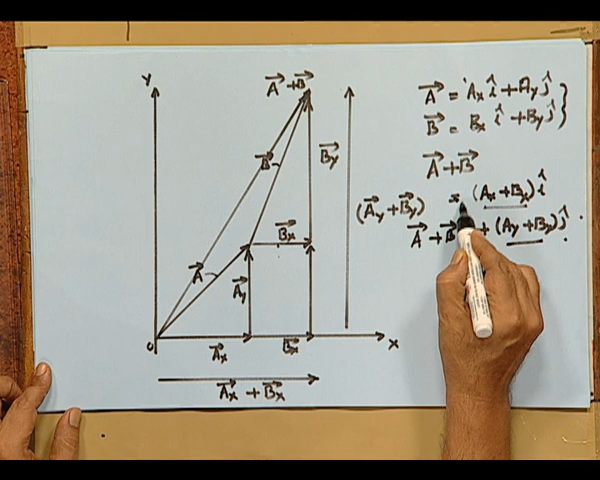 Y
A⃗ + B⃗
B⃗
B⃗y
A⃗
B⃗x
A⃗y
O
A⃗x
B⃗x
X
A⃗x + B⃗x
A⃗ = Ax î + Ay ĵ
B⃗ = Bx î + By ĵ
A⃗ + B⃗
(A⃗y + B⃗y)
(Ax + Bx) î
A⃗ + B⃗ + (Ay + By) ĵ